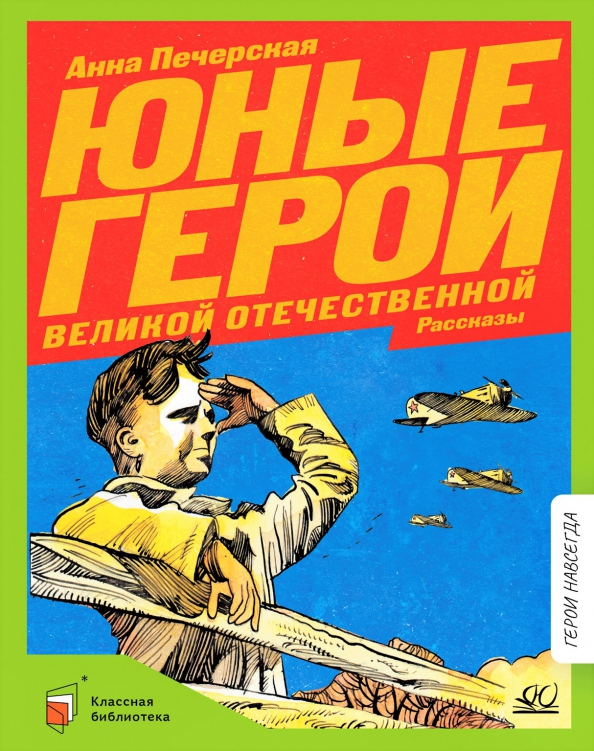 Анна Печерская
ЮНЫЕ
ГЕРОИ
ВЕЛИКОЙ ОТЕЧЕСТВЕННОЙ
Рассказы
ГЕРОИ НАВСЕГДА
*
Классная
библиотека